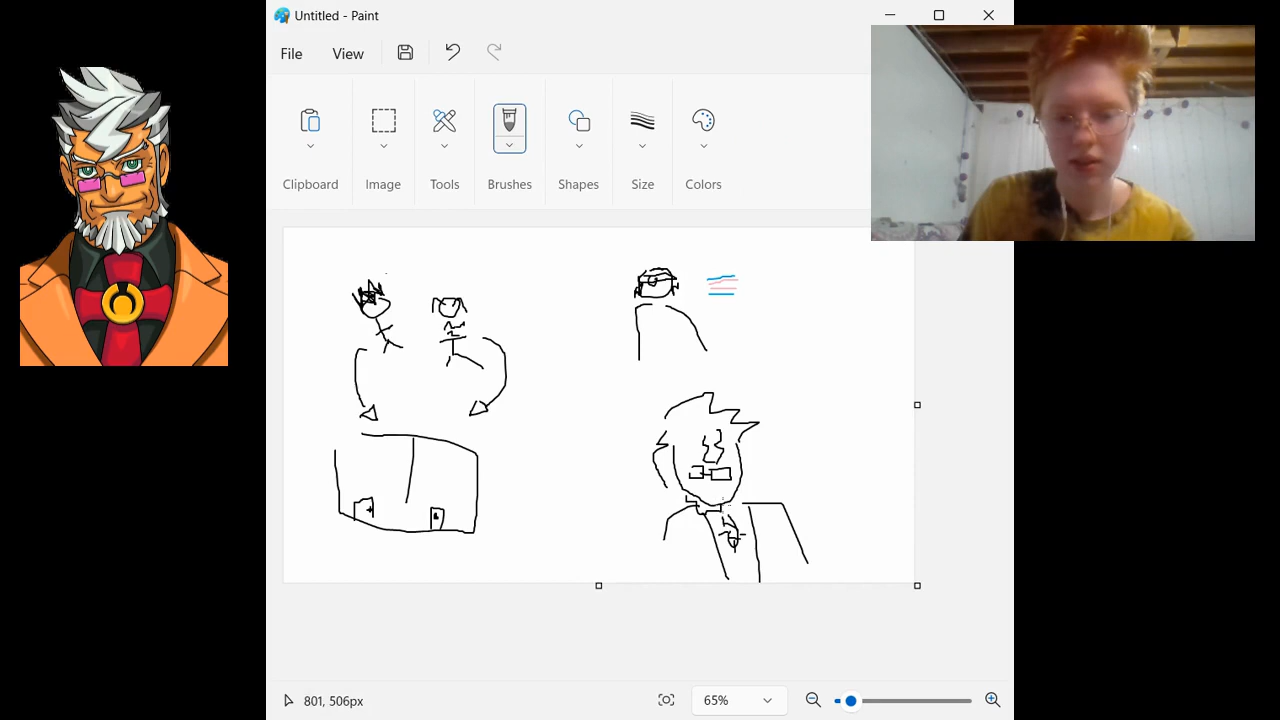 Untitled - Paint
File View
Clipboard Image Tools Brushes Shapes Size Colors
801, 506px 65%